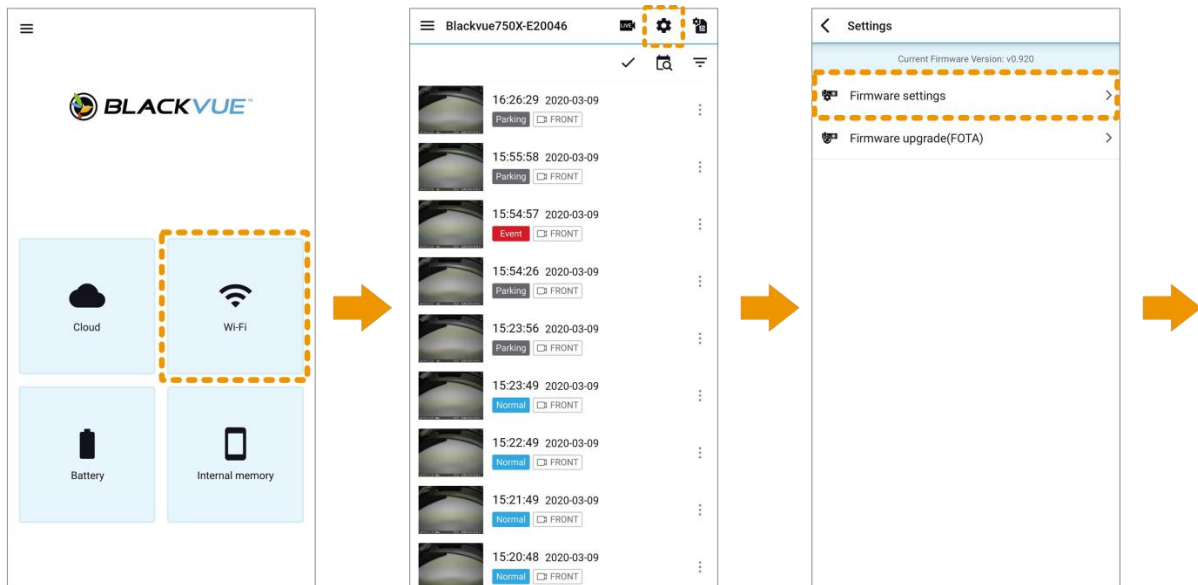 BLACKVUE
Cloud
Wi-Fi
Battery
Internal memory
Blackvue750X-E20046
LIVE
16:26:29 2020-03-09
Parking FRONT
15:55:58 2020-03-09
Parking FRONT
15:54:57 2020-03-09
Event FRONT
15:54:26 2020-03-09
Parking FRONT
15:23:56 2020-03-09
Parking FRONT
15:23:49 2020-03-09
Normal FRONT
15:22:49 2020-03-09
Normal FRONT
15:21:49 2020-03-09
Normal FRONT
15:20:48 2020-03-09
Normal FRONT
Settings
Current Firmware Version: v0.920
Firmware settings
Firmware upgrade(FOTA)